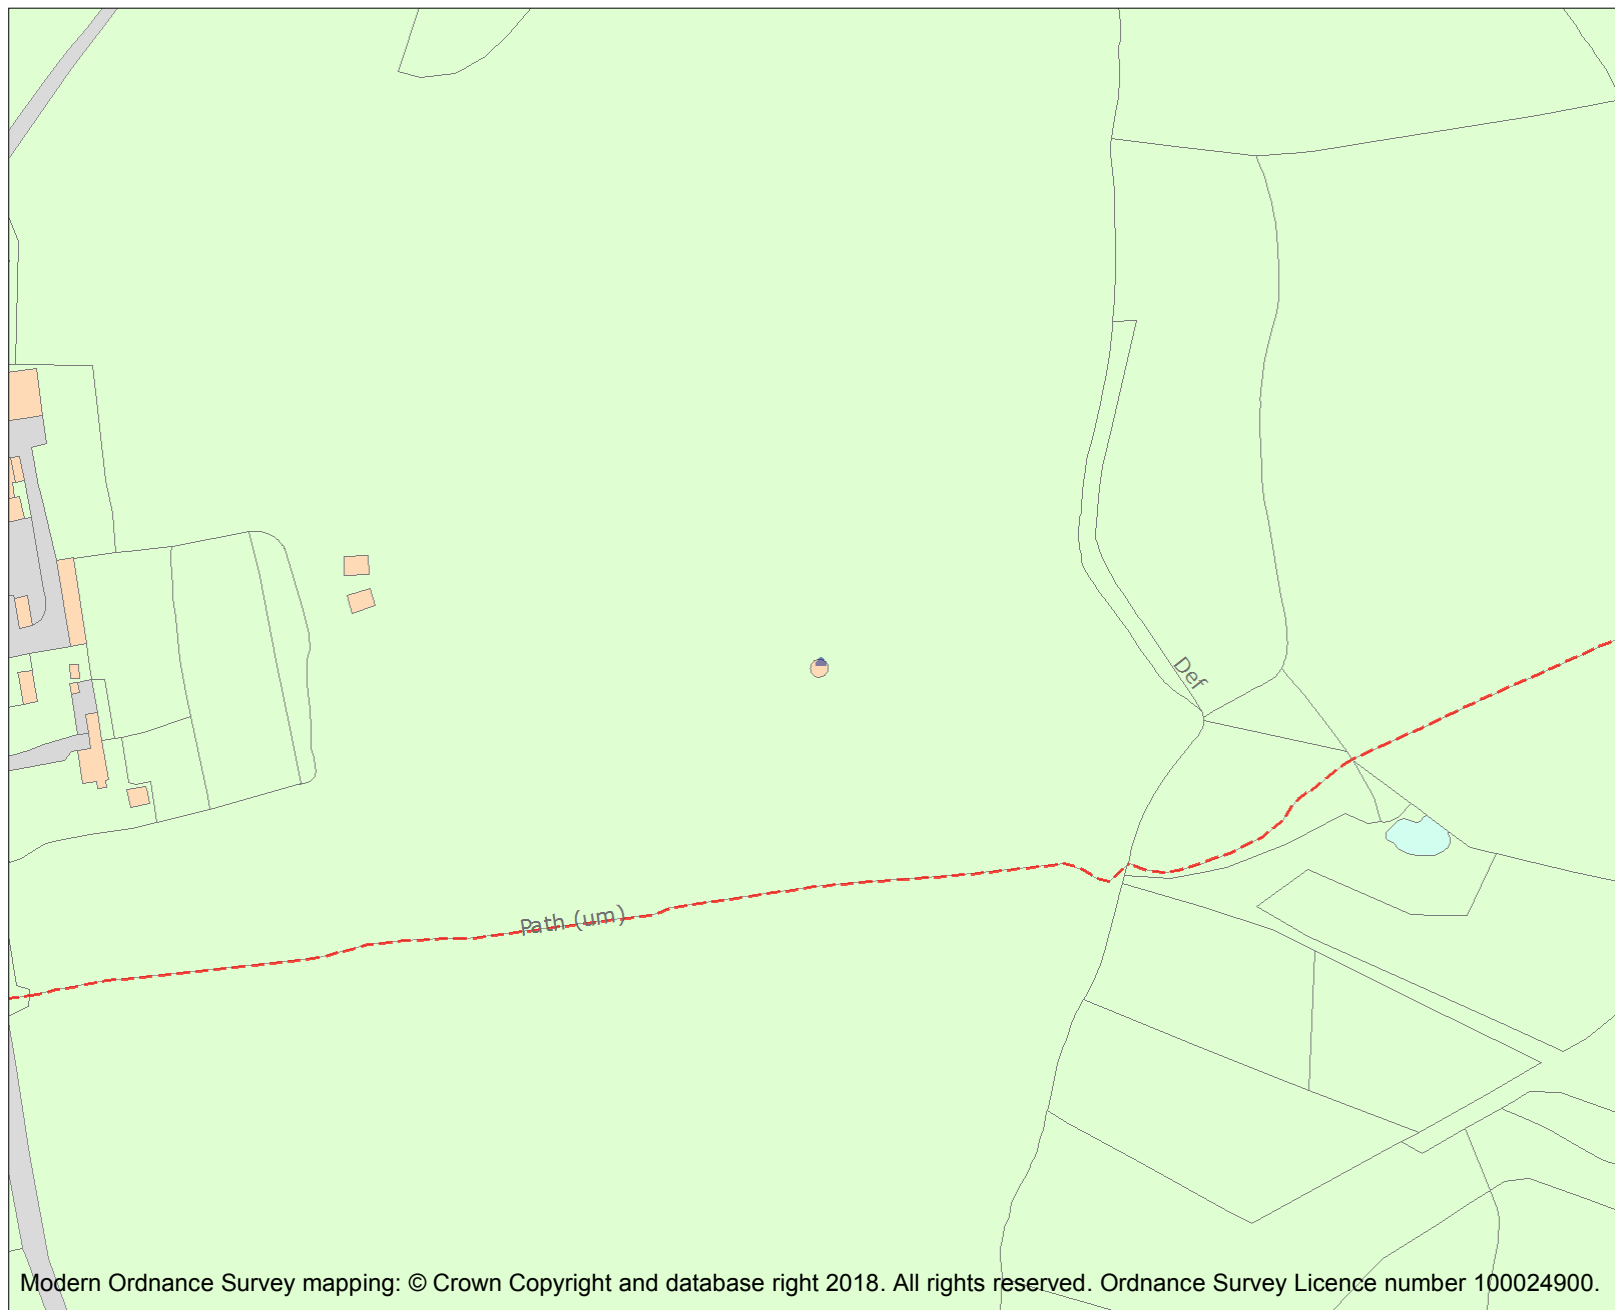 Def
Path (um)
Modern Ordnance Survey mapping: © Crown Copyright and database right 2018. All rights reserved. Ordnance Survey Licence number 100024900.